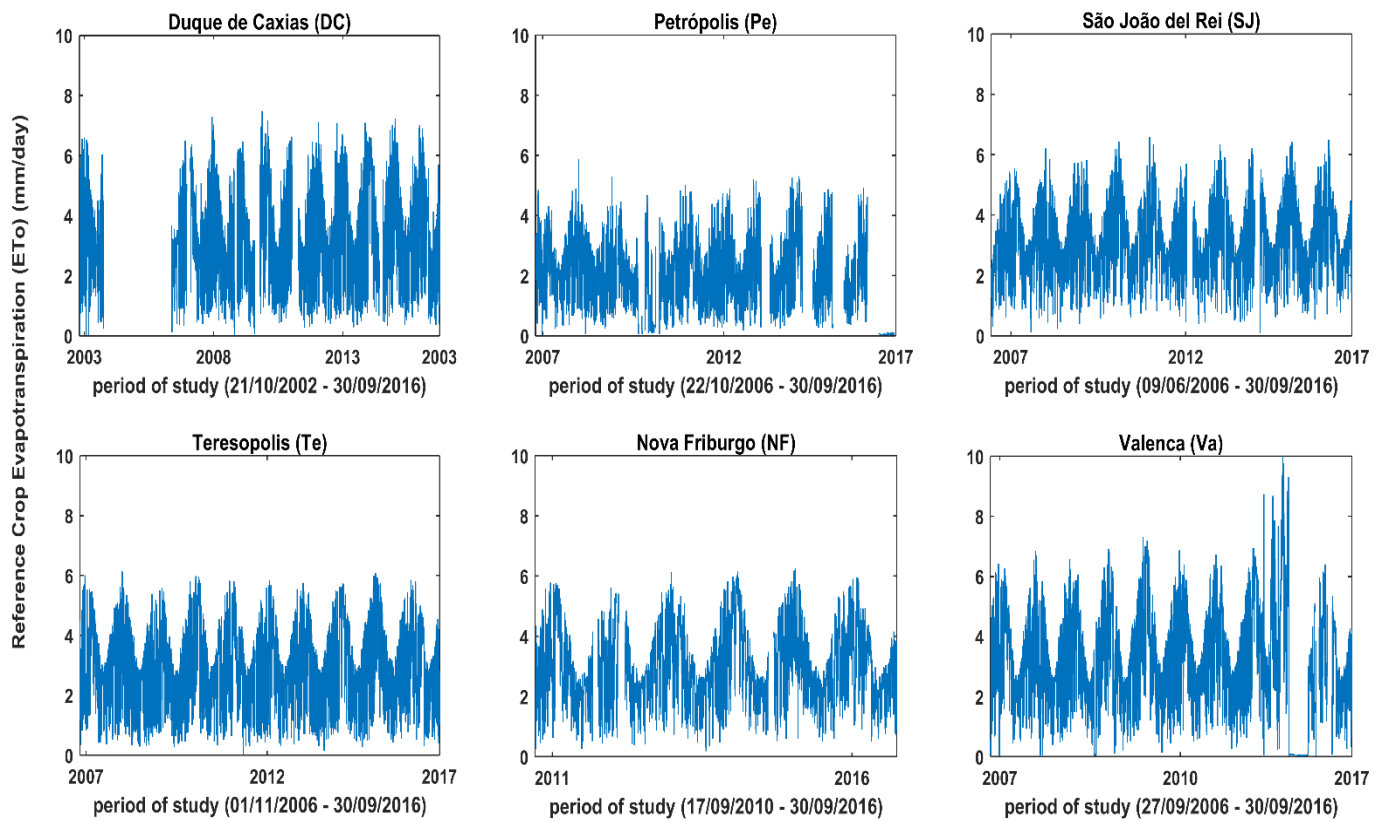 Reference Crop Evapotranspiration (ETo) (mm/day)
Duque de Caxias (DC)
10
8
6
4
2
0
2003 2008 2013 2003
period of study (21/10/2002 - 30/09/2016)
Petrópolis (Pe)
10
8
6
4
2
0
2007 2012 2017
period of study (22/10/2006 - 30/09/2016)
São João del Rei (SJ)
10
8
6
4
2
0
2007 2012 2017
period of study (09/06/2006 - 30/09/2016)
Teresopolis (Te)
10
8
6
4
2
0
2007 2012 2017
period of study (01/11/2006 - 30/09/2016)
Nova Friburgo (NF)
10
8
6
4
2
0
2011 2016
period of study (17/09/2010 - 30/09/2016)
Valenca (Va)
10
8
6
4
2
0
2007 2010 2017
period of study (27/09/2006 - 30/09/2016)